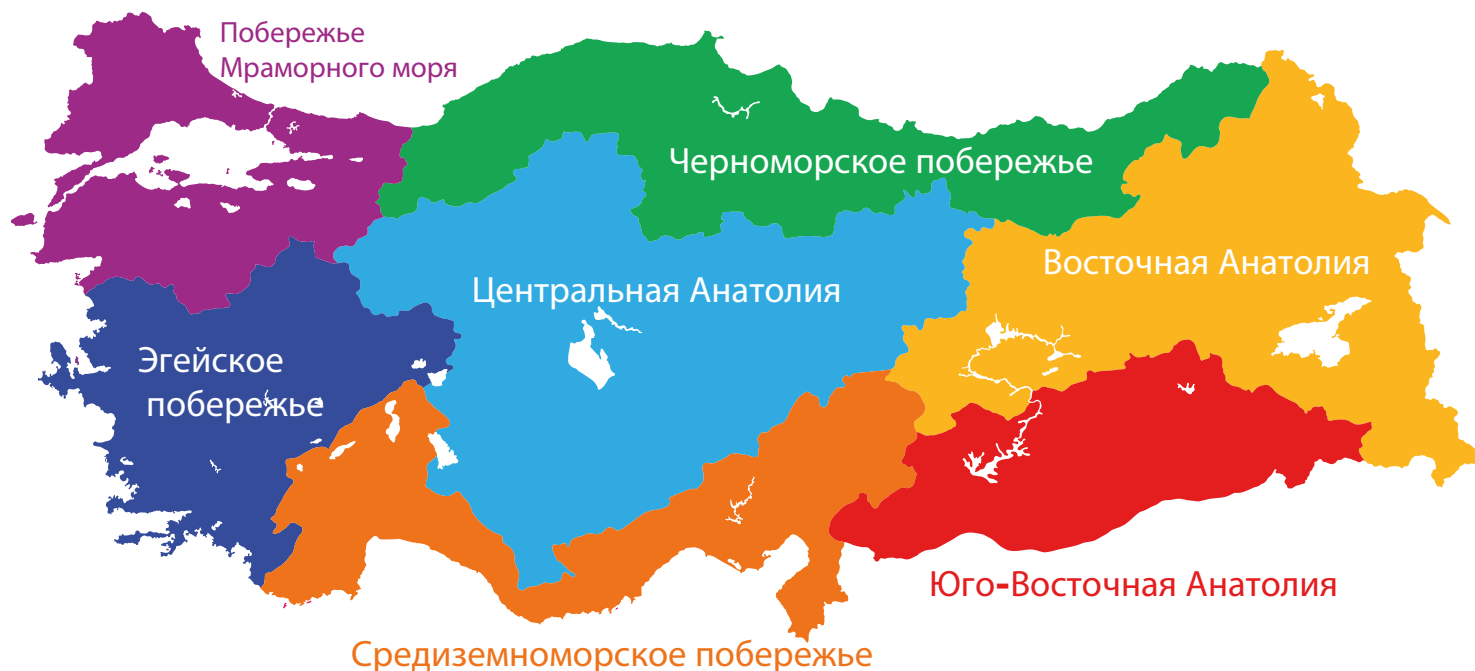 Побережье
Мраморного моря
Черноморское побережье
Восточная Анатолия
Центральная Анатолия
Эгейское
побережье
Юго-Восточная Анатолия
Средиземноморское побережье